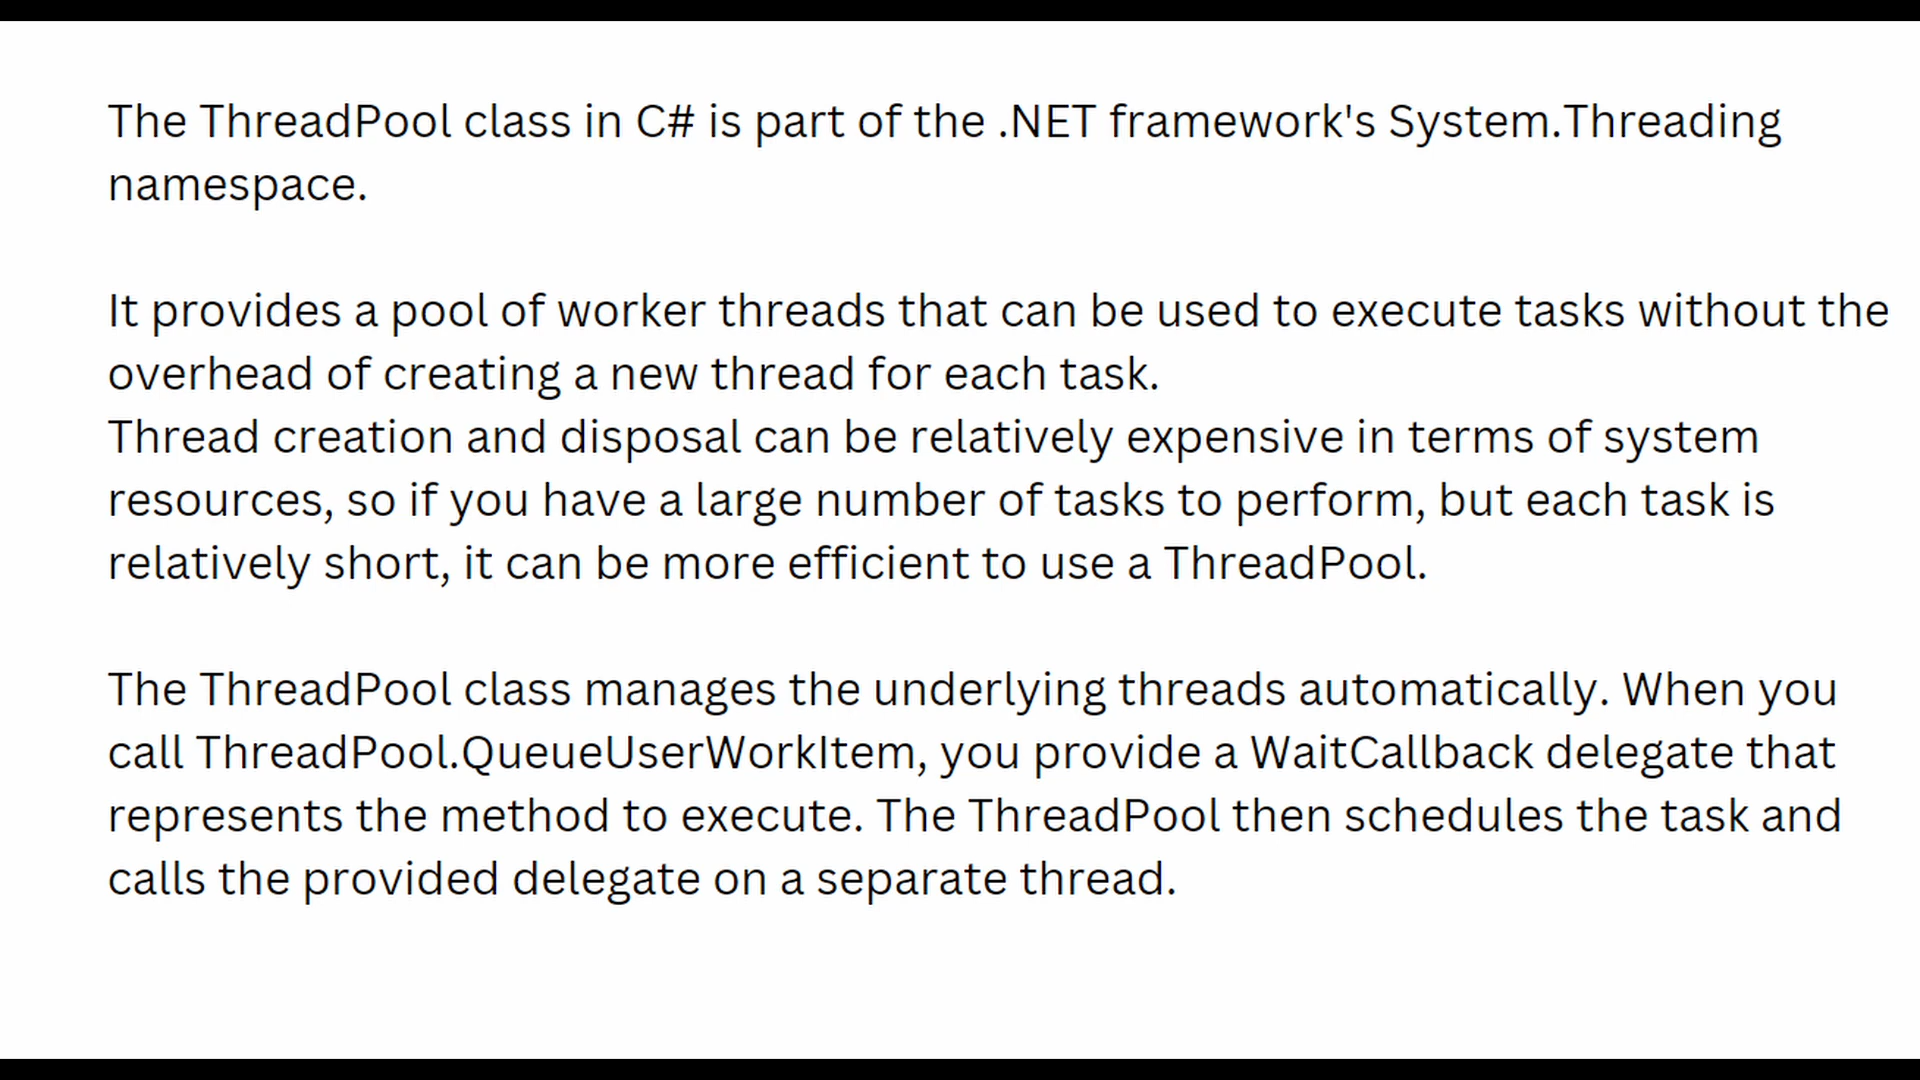 The ThreadPool class in C# is part of the .NET framework's System.Threading
namespace.
It provides a pool of worker threads that can be used to execute tasks without the
overhead of creating a new thread for each task.
Thread creation and disposal can be relatively expensive in terms of system
resources, so if you have a large number of tasks to perform, but each task is
relatively short, it can be more efficient to use a ThreadPool.
The ThreadPool class manages the underlying threads automatically. When you
call ThreadPool.QueueUserWorkItem, you provide a WaitCallback delegate that
represents the method to execute. The ThreadPool then schedules the task and
calls the provided delegate on a separate thread.